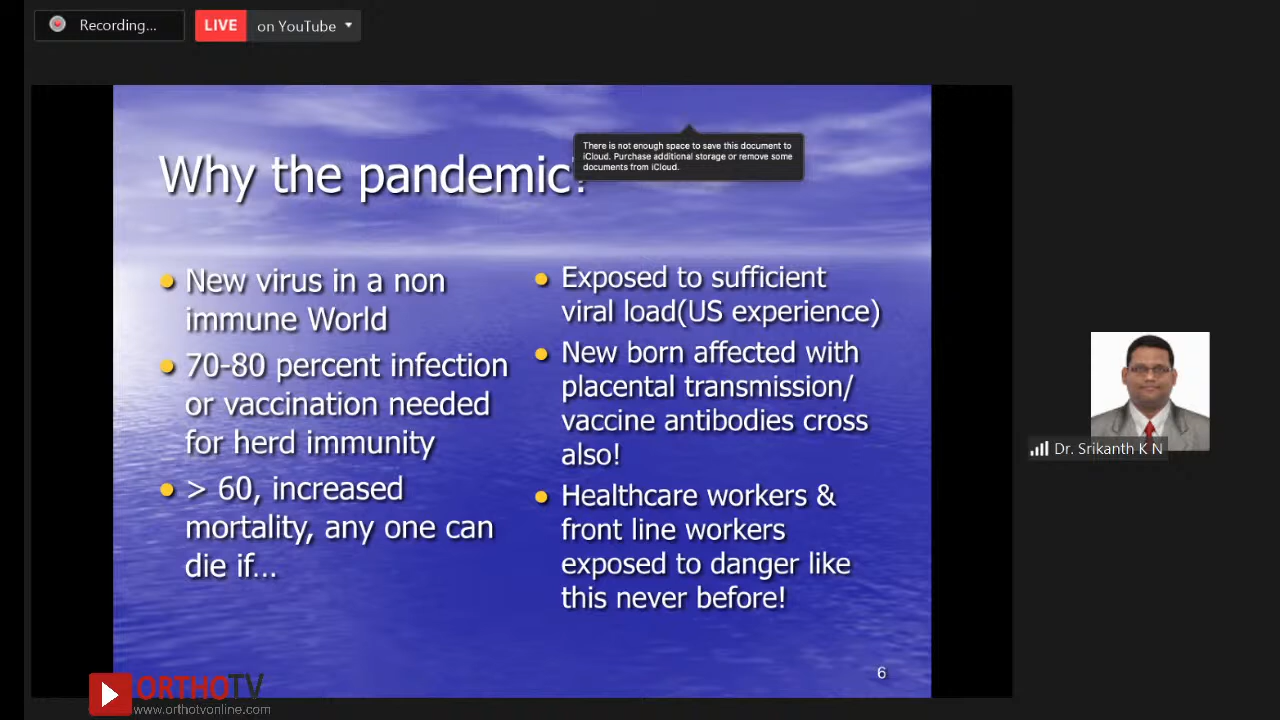 Recording...
LIVE on YouTube
There is not enough space to save this document to
iCloud. Purchase additional storage or remove some
documents from iCloud.
Why the pandemic?
New virus in a non
immune World
70-80 percent infection
or vaccination needed
for herd immunity
> 60, increased
mortality, any one can
die if...
Exposed to sufficient
viral load(US experience)
New born affected with
placental transmission/
vaccine antibodies cross
also!
Healthcare workers &
front line workers
exposed to danger like
this never before!
6
Dr. Srikanth K N
ORTHOTV
www.orthotvonline.com